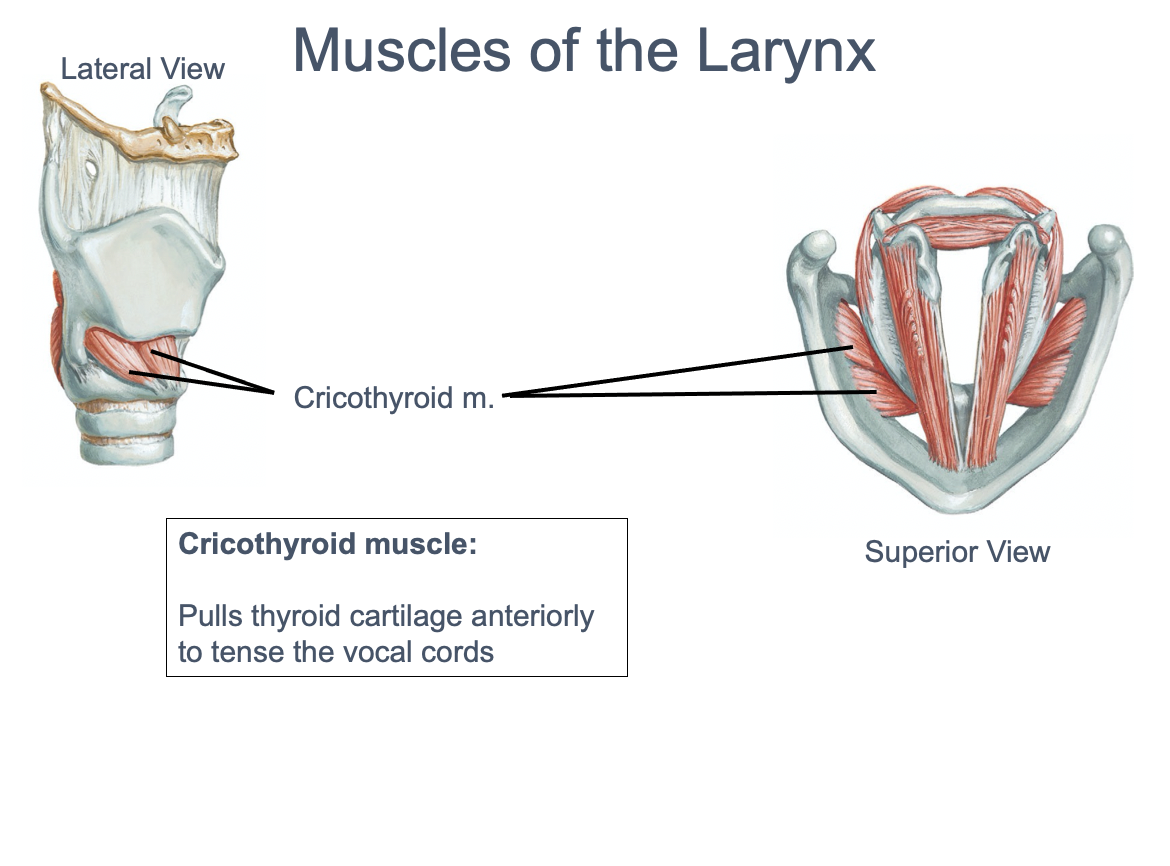 Muscles of the Larynx
Lateral View
Cricothyroid m.
Superior View
Cricothyroid muscle:
Pulls thyroid cartilage anteriorly
to tense the vocal cords